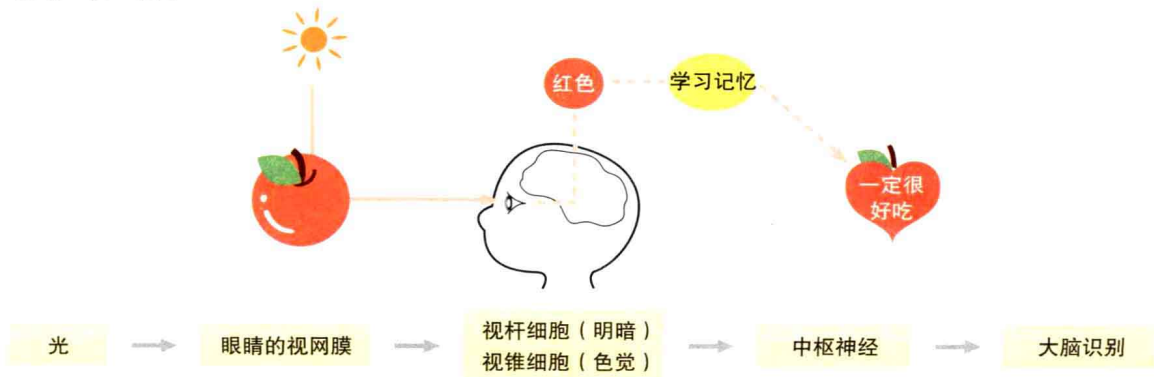 红色
学习记忆
一定很
好吃
光
眼睛的视网膜
视杆细胞（明暗）
视锥细胞（色觉）
中枢神经
大脑识别